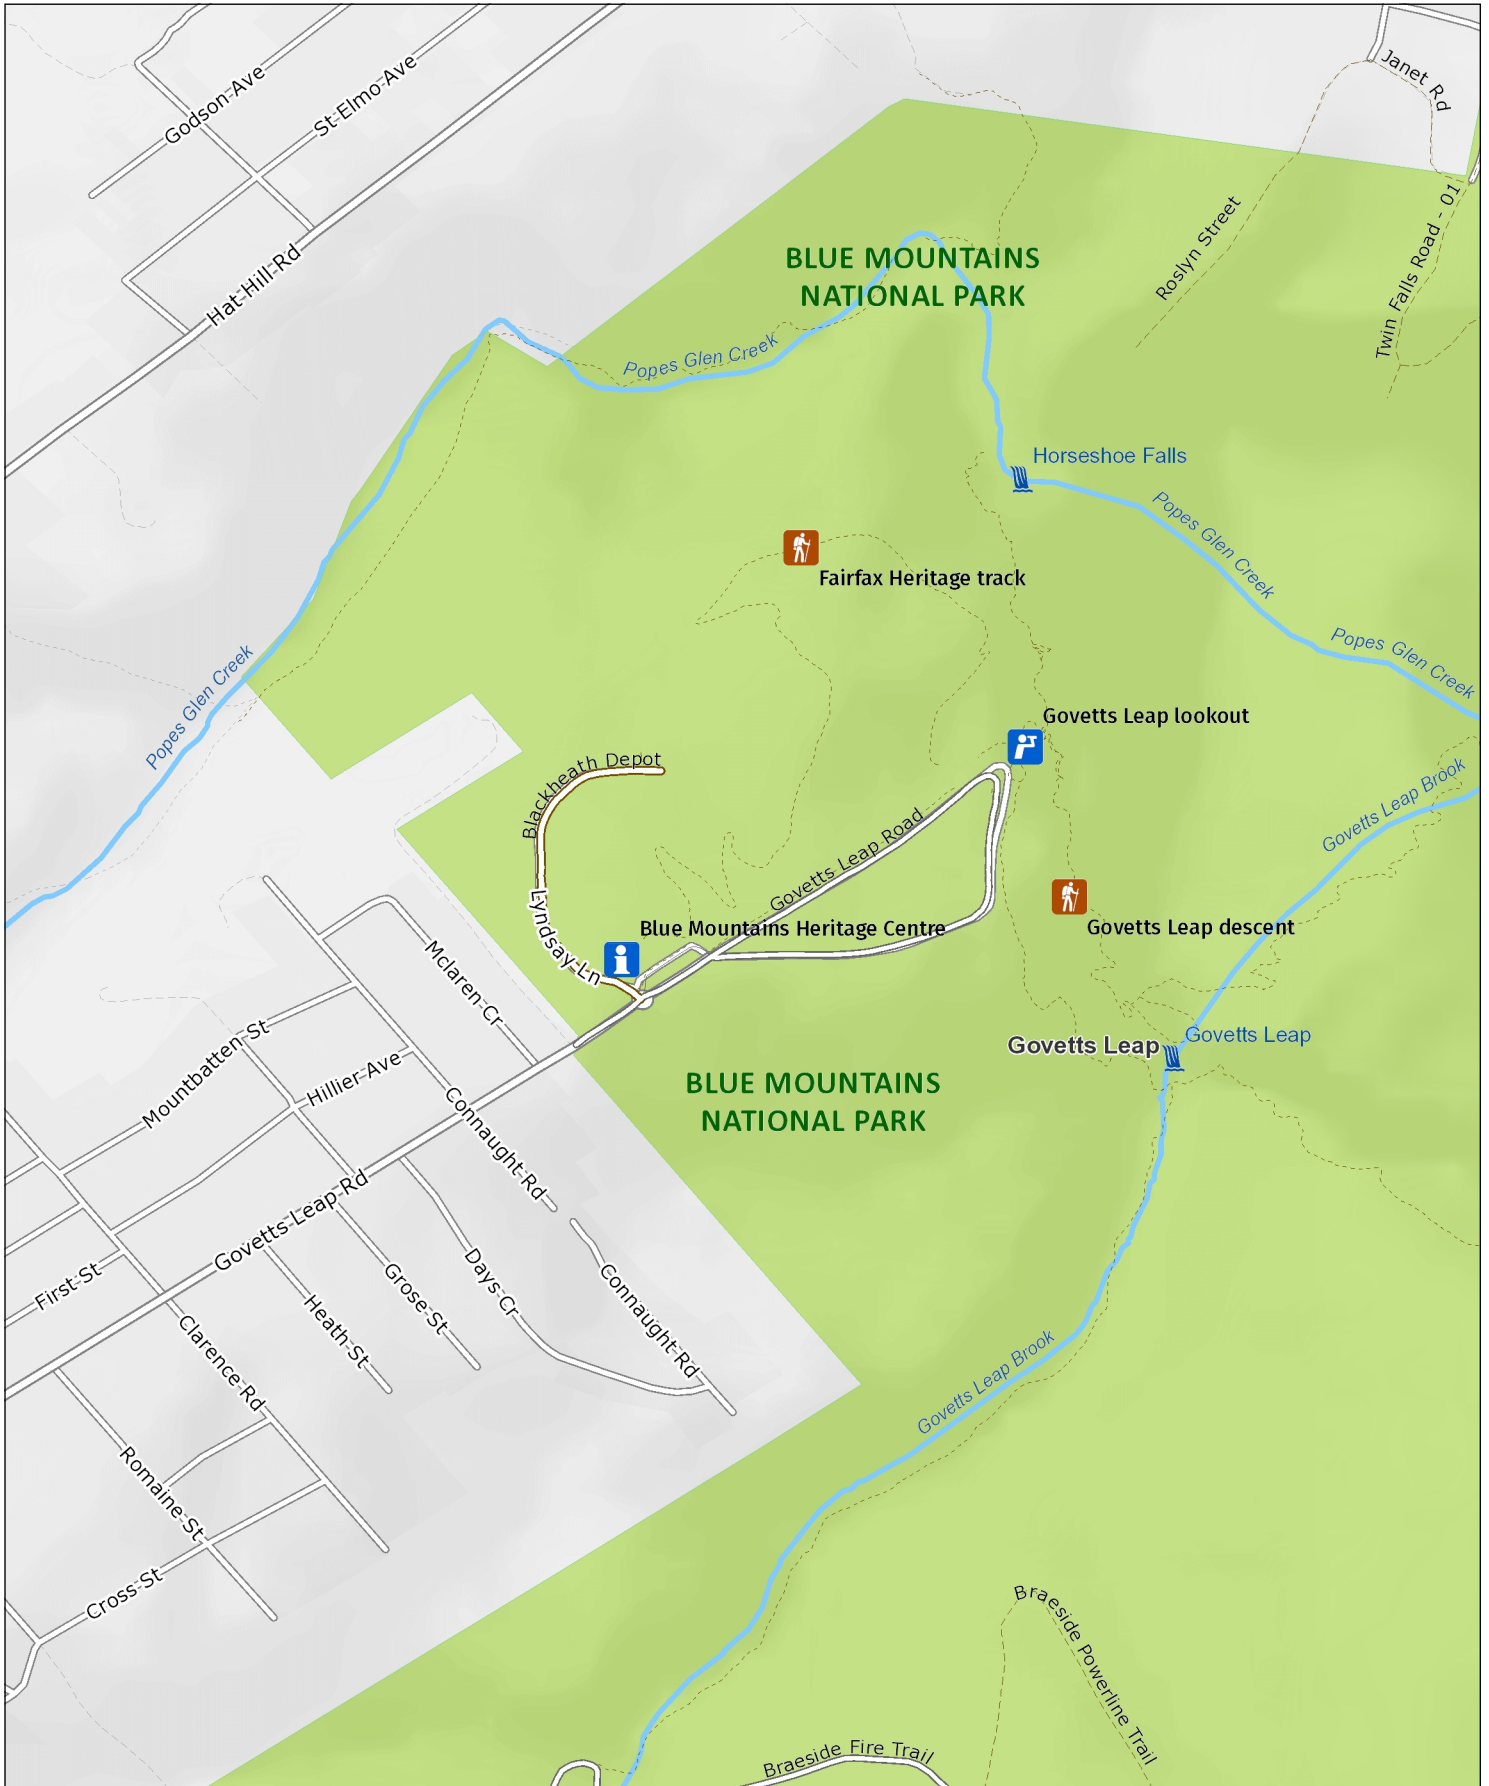 Godson Ave
St Elmo Ave
Hat Hill Rd
Janet Rd
Roslyn Street
Twin Falls Road - 01
BLUE MOUNTAINS
NATIONAL PARK
Popes Glen Creek
Horseshoe Falls
Popes Glen Creek
Fairfax Heritage track
Popes Glen Creek
Popes Glen Creek
Govetts Leap lookout
Blackheath Depot
Govetts Leap Brook
Govetts Leap Road
Lyndsay Ln
Blue Mountains Heritage Centre
Govetts Leap descent
Mclaren Cr
Mountbatten St
Hillier Ave
Govetts Leap
Govetts Leap
BLUE MOUNTAINS
NATIONAL PARK
Connaught Rd
Govetts Leap Rd
First St
Heath St
Grose St
Days Cr
Connaught Rd
Clarence Rd
Govetts Leap Brook
Romaine St
Cross St
Braeside Powerline Trail
Braeside Fire Trail